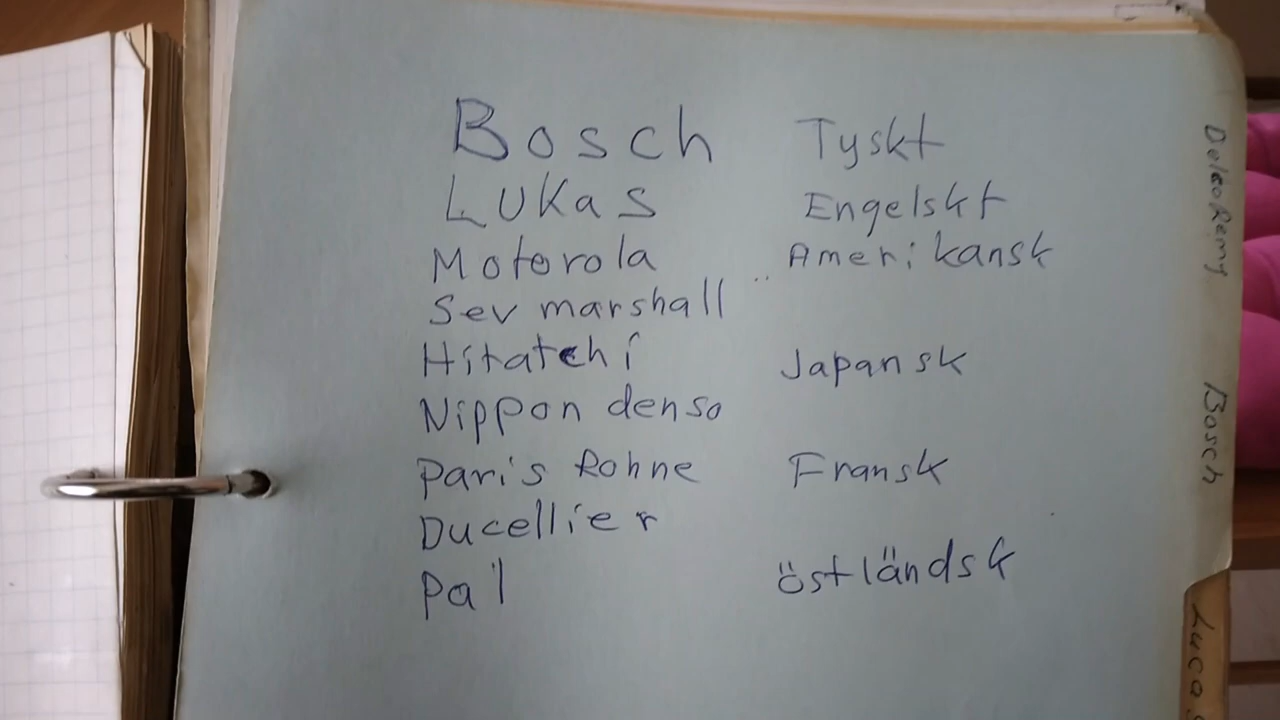 Bosch Tyskt
Lukas Engelskt
Motorola Amerikansk
Sev marshall
Hitatchi Japansk
Nippon denso
Paris Rohne Fransk
Ducellier
Pal östländsk
DelcoRemy
Bosch
Lucas